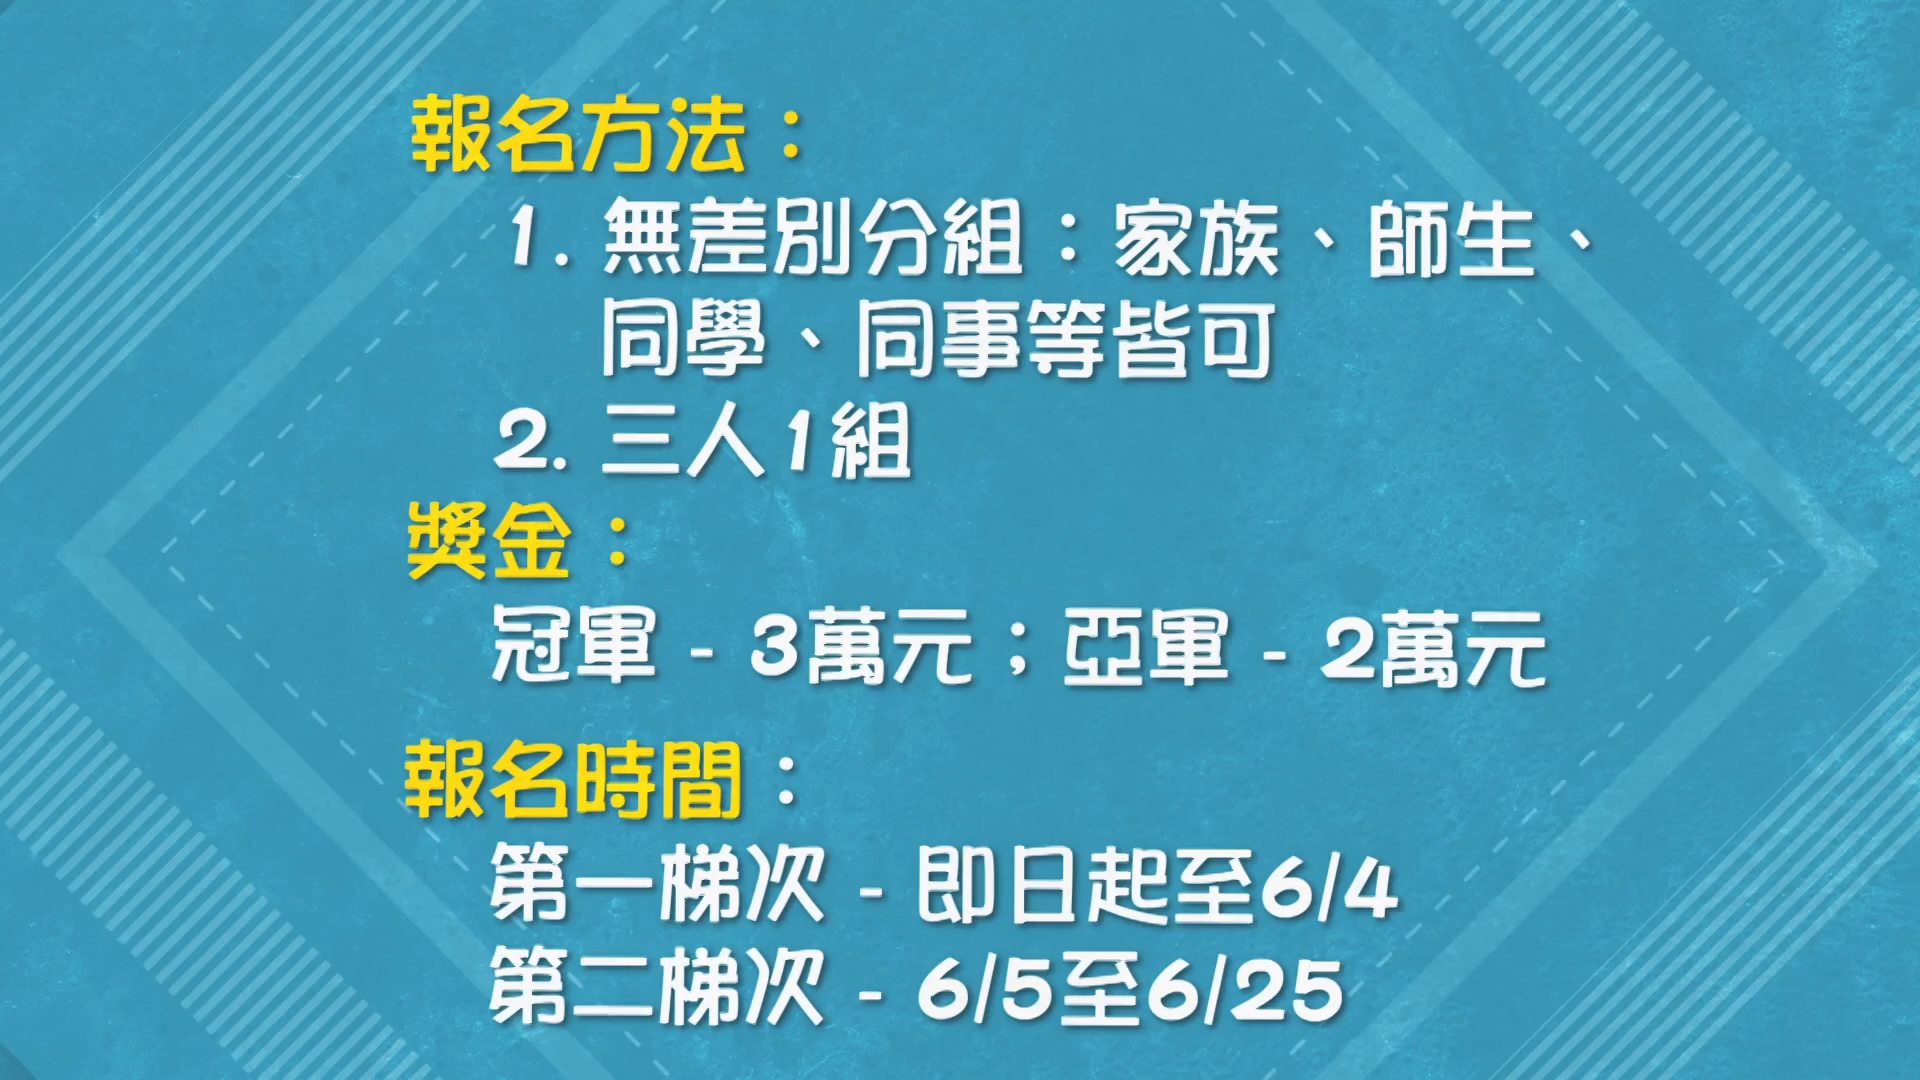 報名方法：
1. 無差別分組：家族、師生、
同學、同事等皆可
2. 三人1組
獎金：
冠軍 - 3萬元；亞軍 - 2萬元
報名時間：
第一梯次 - 即日起至6/4
第二梯次 - 6/5至6/25